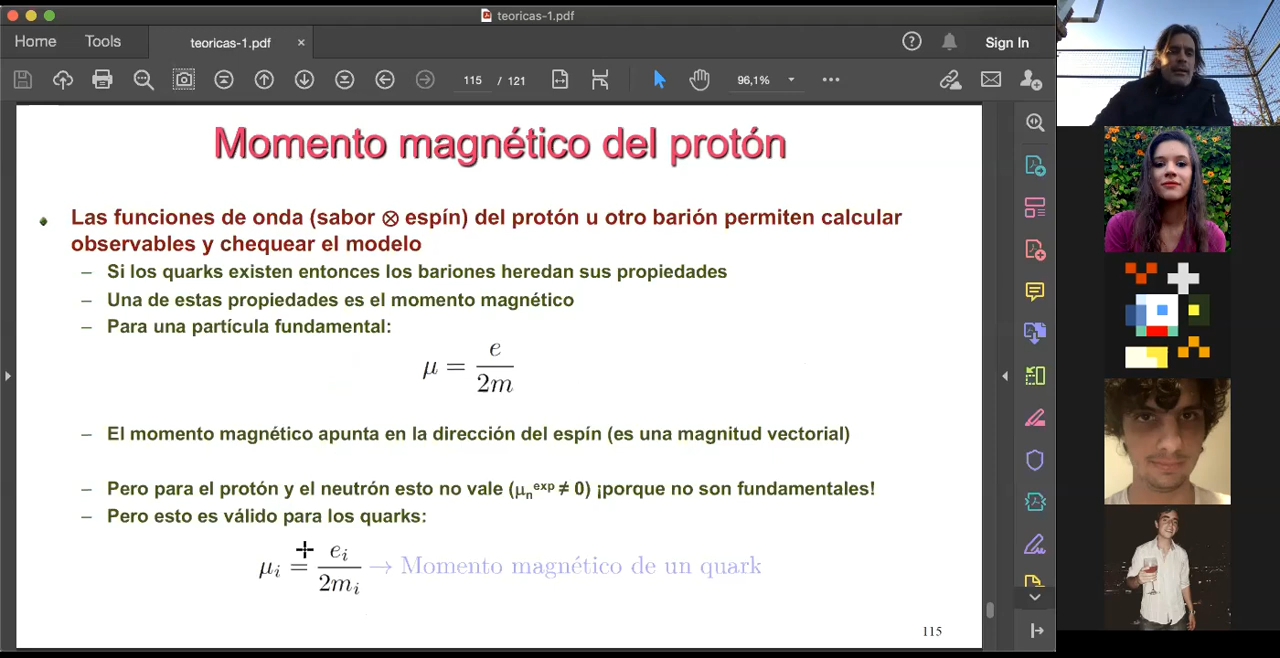 teoricas-1.pdf
Home Tools teoricas-1.pdf × Sign In
115 / 121 96,1%
Momento magnético del protón
Las funciones de onda (sabor ⊗ espín) del protón u otro barión permiten calcular
observables y chequear el modelo
– Si los quarks existen entonces los bariones heredan sus propiedades
– Una de estas propiedades es el momento magnético
– Para una partícula fundamental:
μ = e/2m
– El momento magnético apunta en la dirección del espín (es una magnitud vectorial)
– Pero para el protón y el neutrón esto no vale (μₙᵉˣᵖ ≠ 0) ¡porque no son fundamentales!
– Pero esto es válido para los quarks:
μᵢ = eᵢ/2mᵢ → Momento magnético de un quark
115